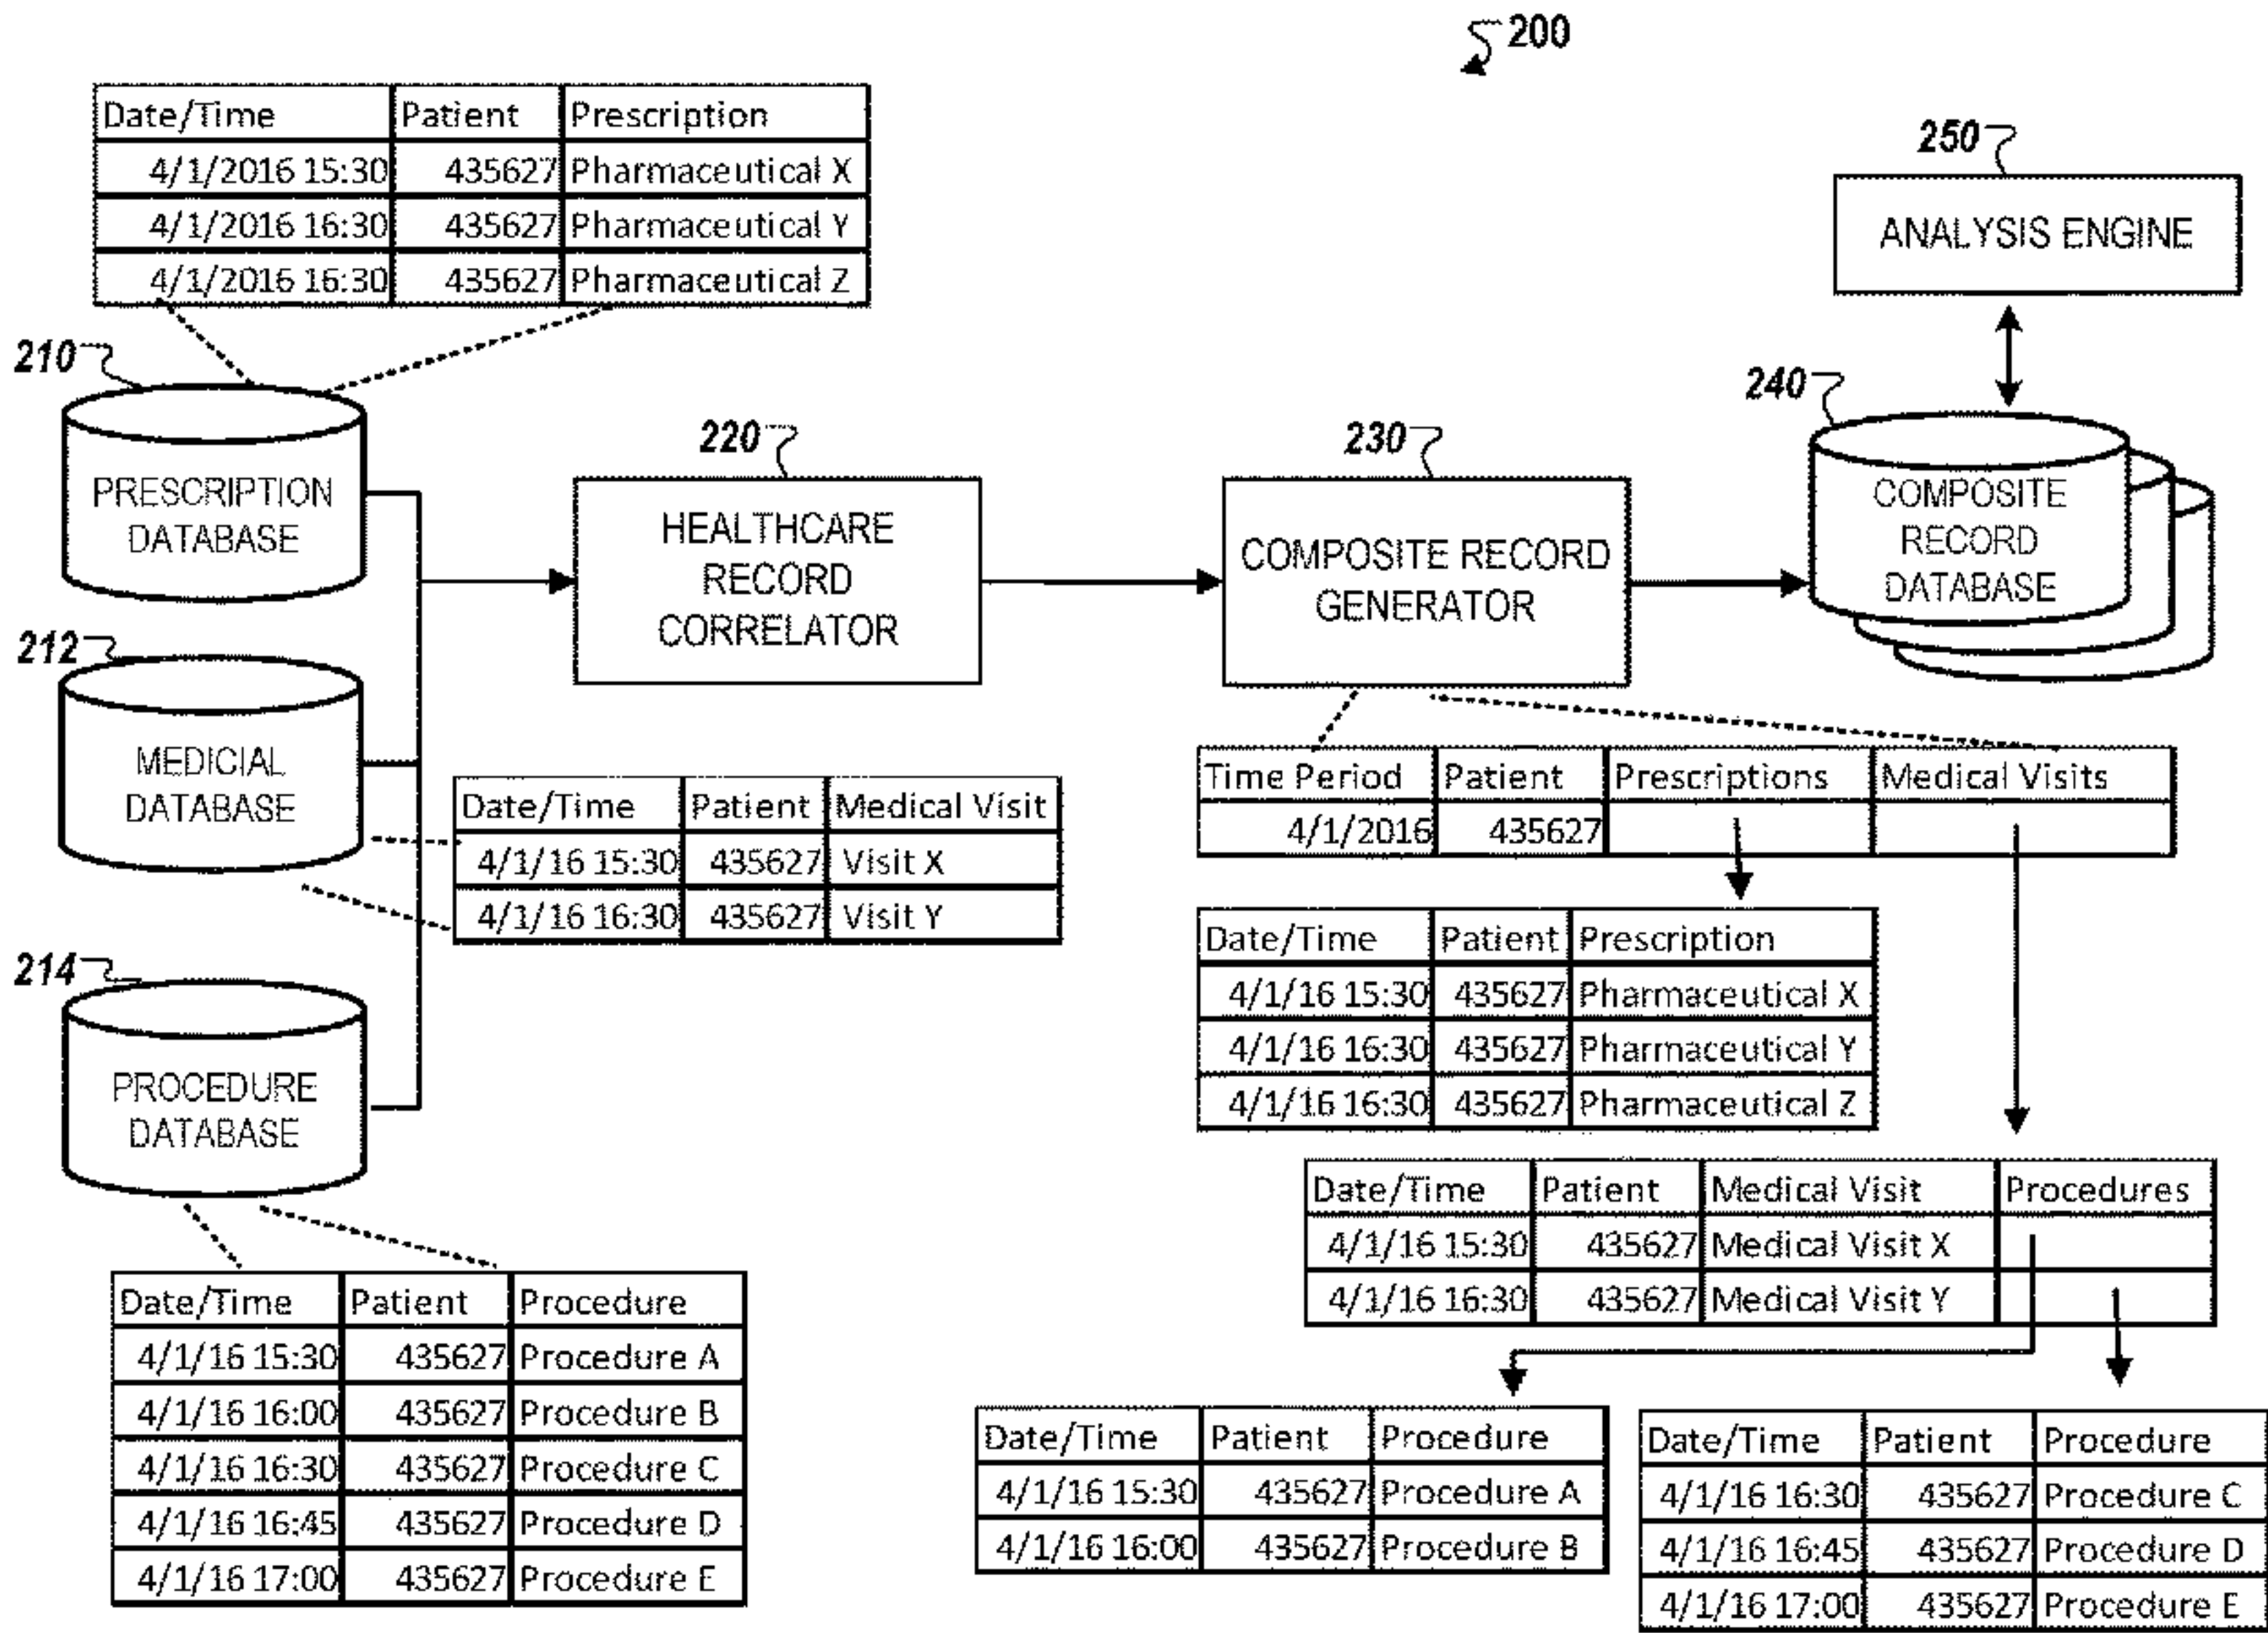 200
Date/Time Patient Prescription
4/1/2016 15:30 435627 Pharmaceutical X
4/1/2016 16:30 435627 Pharmaceutical Y
4/1/2016 16:30 435627 Pharmaceutical Z
250
ANALYSIS ENGINE
210
PRESCRIPTION
DATABASE
220
HEALTHCARE
RECORD
CORRELATOR
230
COMPOSITE RECORD
GENERATOR
240
COMPOSITE
RECORD
DATABASE
212
MEDICIAL
DATABASE
Date/Time Patient Medical Visit
4/1/16 15:30 435627 Visit X
4/1/16 16:30 435627 Visit Y
Time Period Patient Prescriptions Medical Visits
4/1/2016 435627
Date/Time Patient Prescription
4/1/16 15:30 435627 Pharmaceutical X
4/1/16 16:30 435627 Pharmaceutical Y
4/1/16 16:30 435627 Pharmaceutical Z
214
PROCEDURE
DATABASE
Date/Time Patient Medical Visit Procedures
4/1/16 15:30 435627 Medical Visit X
4/1/16 16:30 435627 Medical Visit Y
Date/Time Patient Procedure
4/1/16 15:30 435627 Procedure A
4/1/16 16:00 435627 Procedure B
4/1/16 16:30 435627 Procedure C
4/1/16 16:45 435627 Procedure D
4/1/16 17:00 435627 Procedure E
Date/Time Patient Procedure
4/1/16 15:30 435627 Procedure A
4/1/16 16:00 435627 Procedure B
Date/Time Patient Procedure
4/1/16 16:30 435627 Procedure C
4/1/16 16:45 435627 Procedure D
4/1/16 17:00 435627 Procedure E